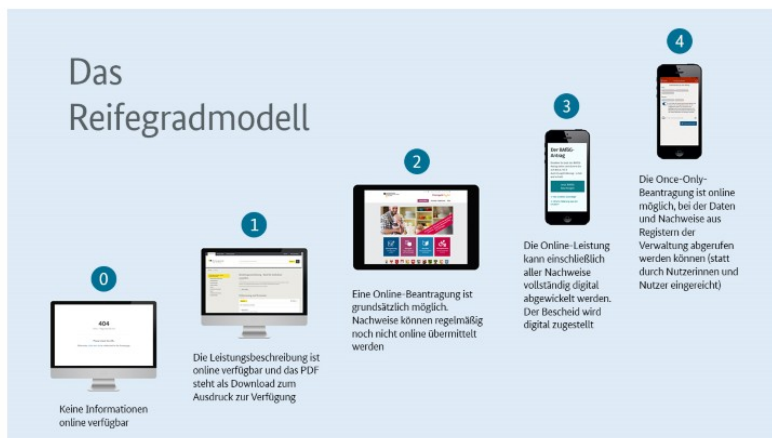 Das
Reifegradmodell
0
404
Keine Informationen
online verfügbar
1
Die Leistungsbeschreibung ist
online verfügbar und das PDF
steht als Download zum
Ausdruck zur Verfügung
2
Eine Online-Beantragung ist
grundsätzlich möglich.
Nachweise können regelmäßig
noch nicht online übermittelt
werden
3
Der BAföG-
Antrag
Die Online-Leistung
kann einschließlich
aller Nachweise
vollständig digital
abgewickelt werden.
Der Bescheid wird
digital zugestellt
4
Die Once-Only-
Beantragung ist online
möglich, bei der Daten
und Nachweise aus
Registern der
Verwaltung abgerufen
werden können (statt
durch Nutzerinnen und
Nutzer eingereicht)